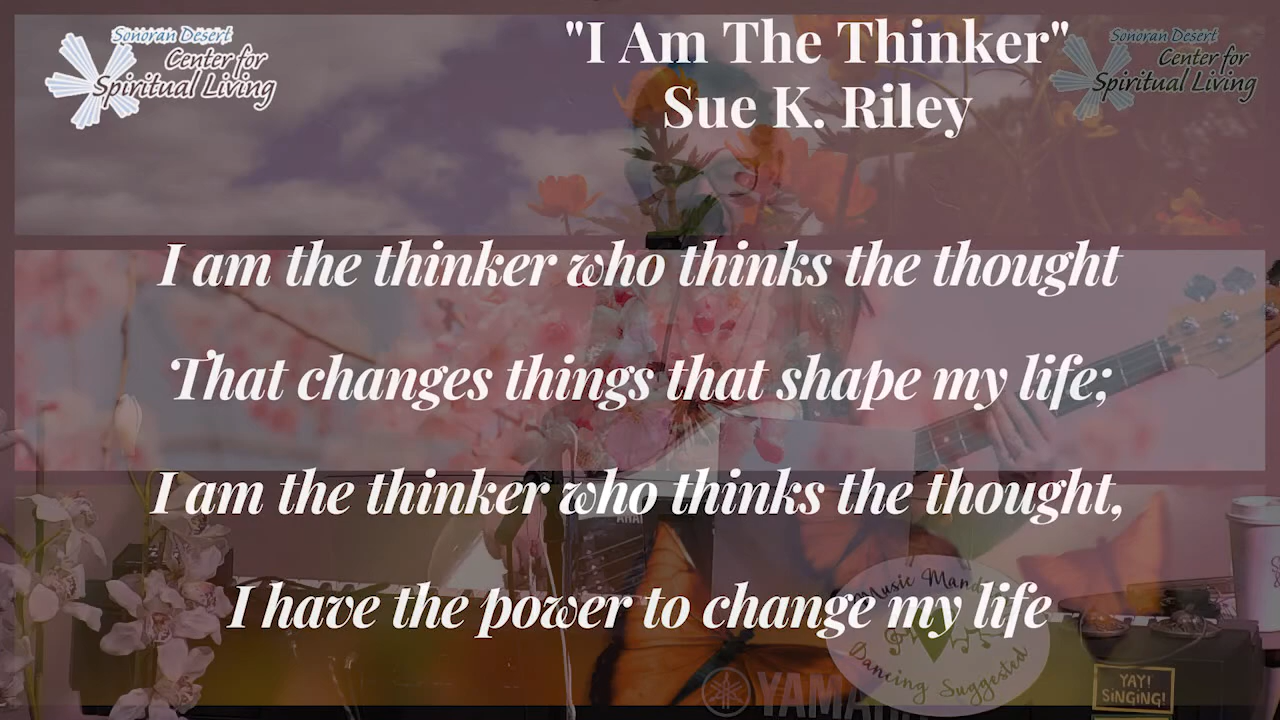 Sonoran Desert
Center for
Spiritual Living
"I Am The Thinker"
Sue K. Riley
Sonoran Desert
Center for
Spiritual Living
I am the thinker who thinks the thought
That changes things that shape my life;
I am the thinker who thinks the thought,
I have the power to change my life
Music
Dancing Suggested
YAMA
YAY!
SiNGiNG!